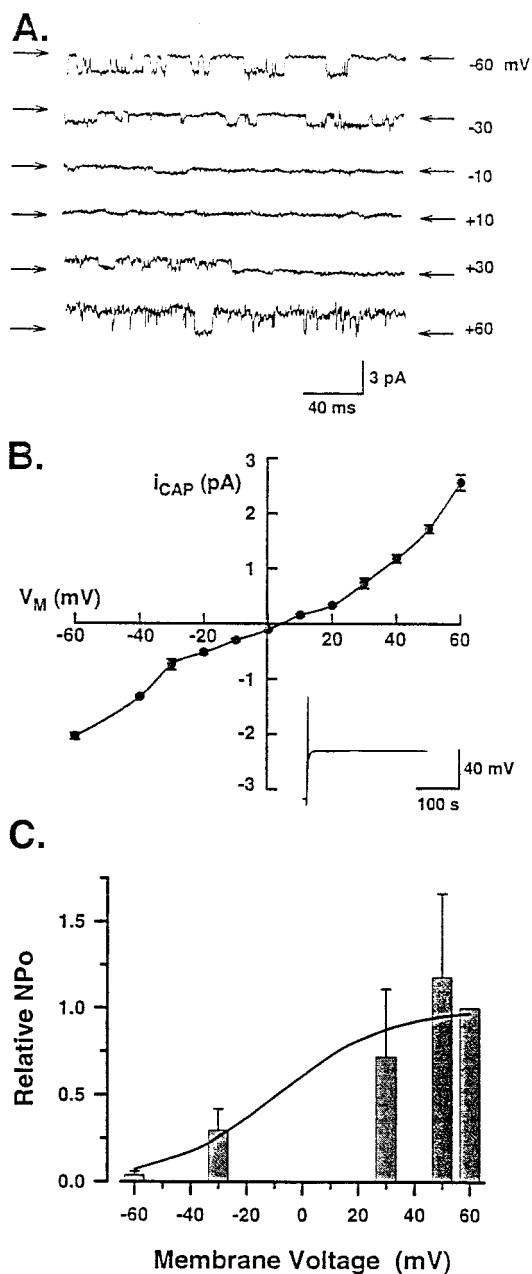 A.
-60 mV
-30
-10
+10
+30
+60
3 pA
40 ms
B.
i_CAP (pA)
3
2
1
V_M (mV)
-60 -40 -20 0 20 40 60
-1
-2
-3
40 mV
100 s
C.
Relative NPo
1.5
1.0
0.5
0.0
-60 -40 -20 0 20 40 60
Membrane Voltage (mV)